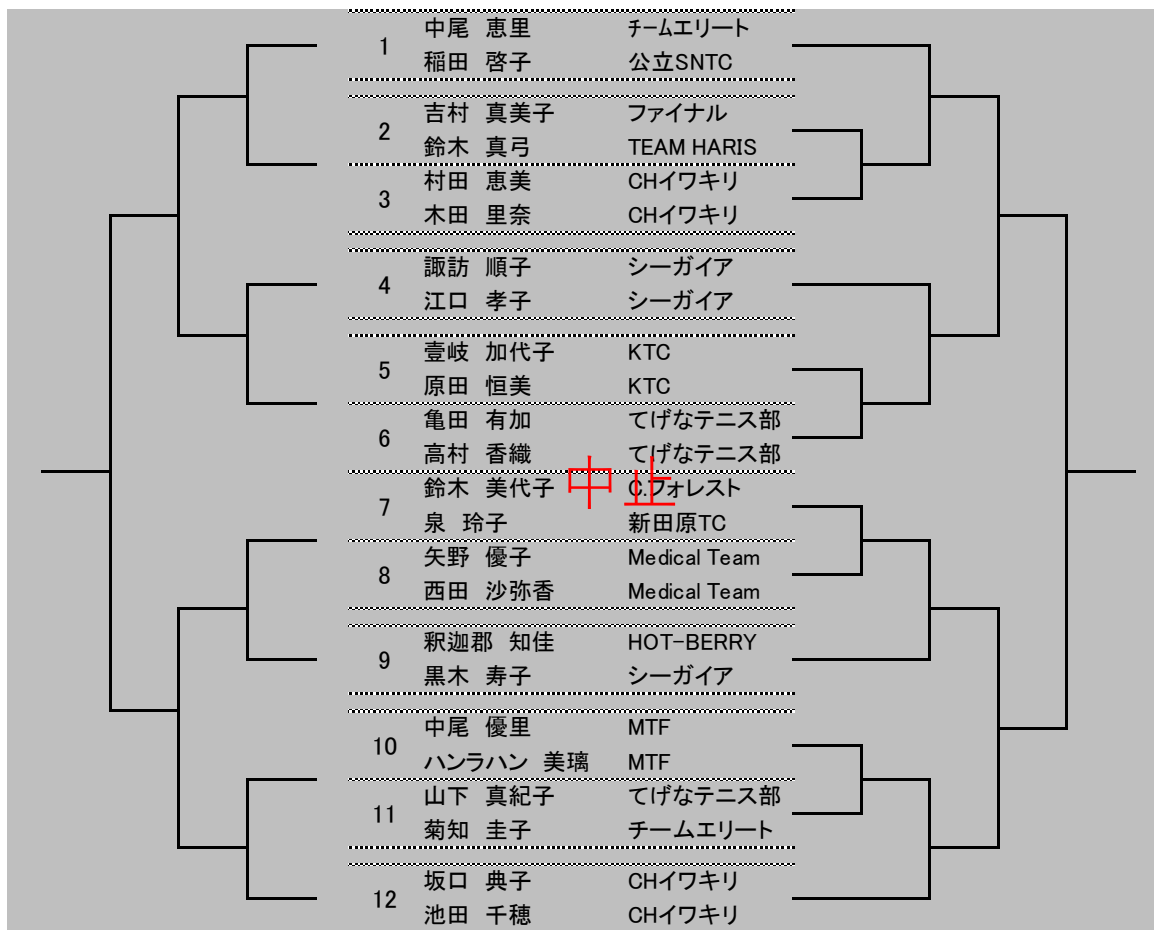 1 中尾 恵里 チームエリート
稲田 啓子 公立SNTC
2 吉村 真美子 ファイナル
鈴木 真弓 TEAM HARIS
3 村田 恵美 CHイワキリ
木田 里奈 CHイワキリ
4 諏訪 順子 シーガイア
江口 孝子 シーガイア
5 壹岐 加代子 KTC
原田 恒美 KTC
6 亀田 有加 てげなテニス部
高村 香織 てげなテニス部
中止
7 鈴木 美代子 C.フォレスト
泉 玲子 新田原TC
8 矢野 優子 Medical Team
西田 沙弥香 Medical Team
9 釈迦郡 知佳 HOT-BERRY
黒木 寿子 シーガイア
10 中尾 優里 MTF
ハンラハン 美璃 MTF
11 山下 真紀子 てげなテニス部
菊知 圭子 チームエリート
12 坂口 典子 CHイワキリ
池田 千穂 CHイワキリ